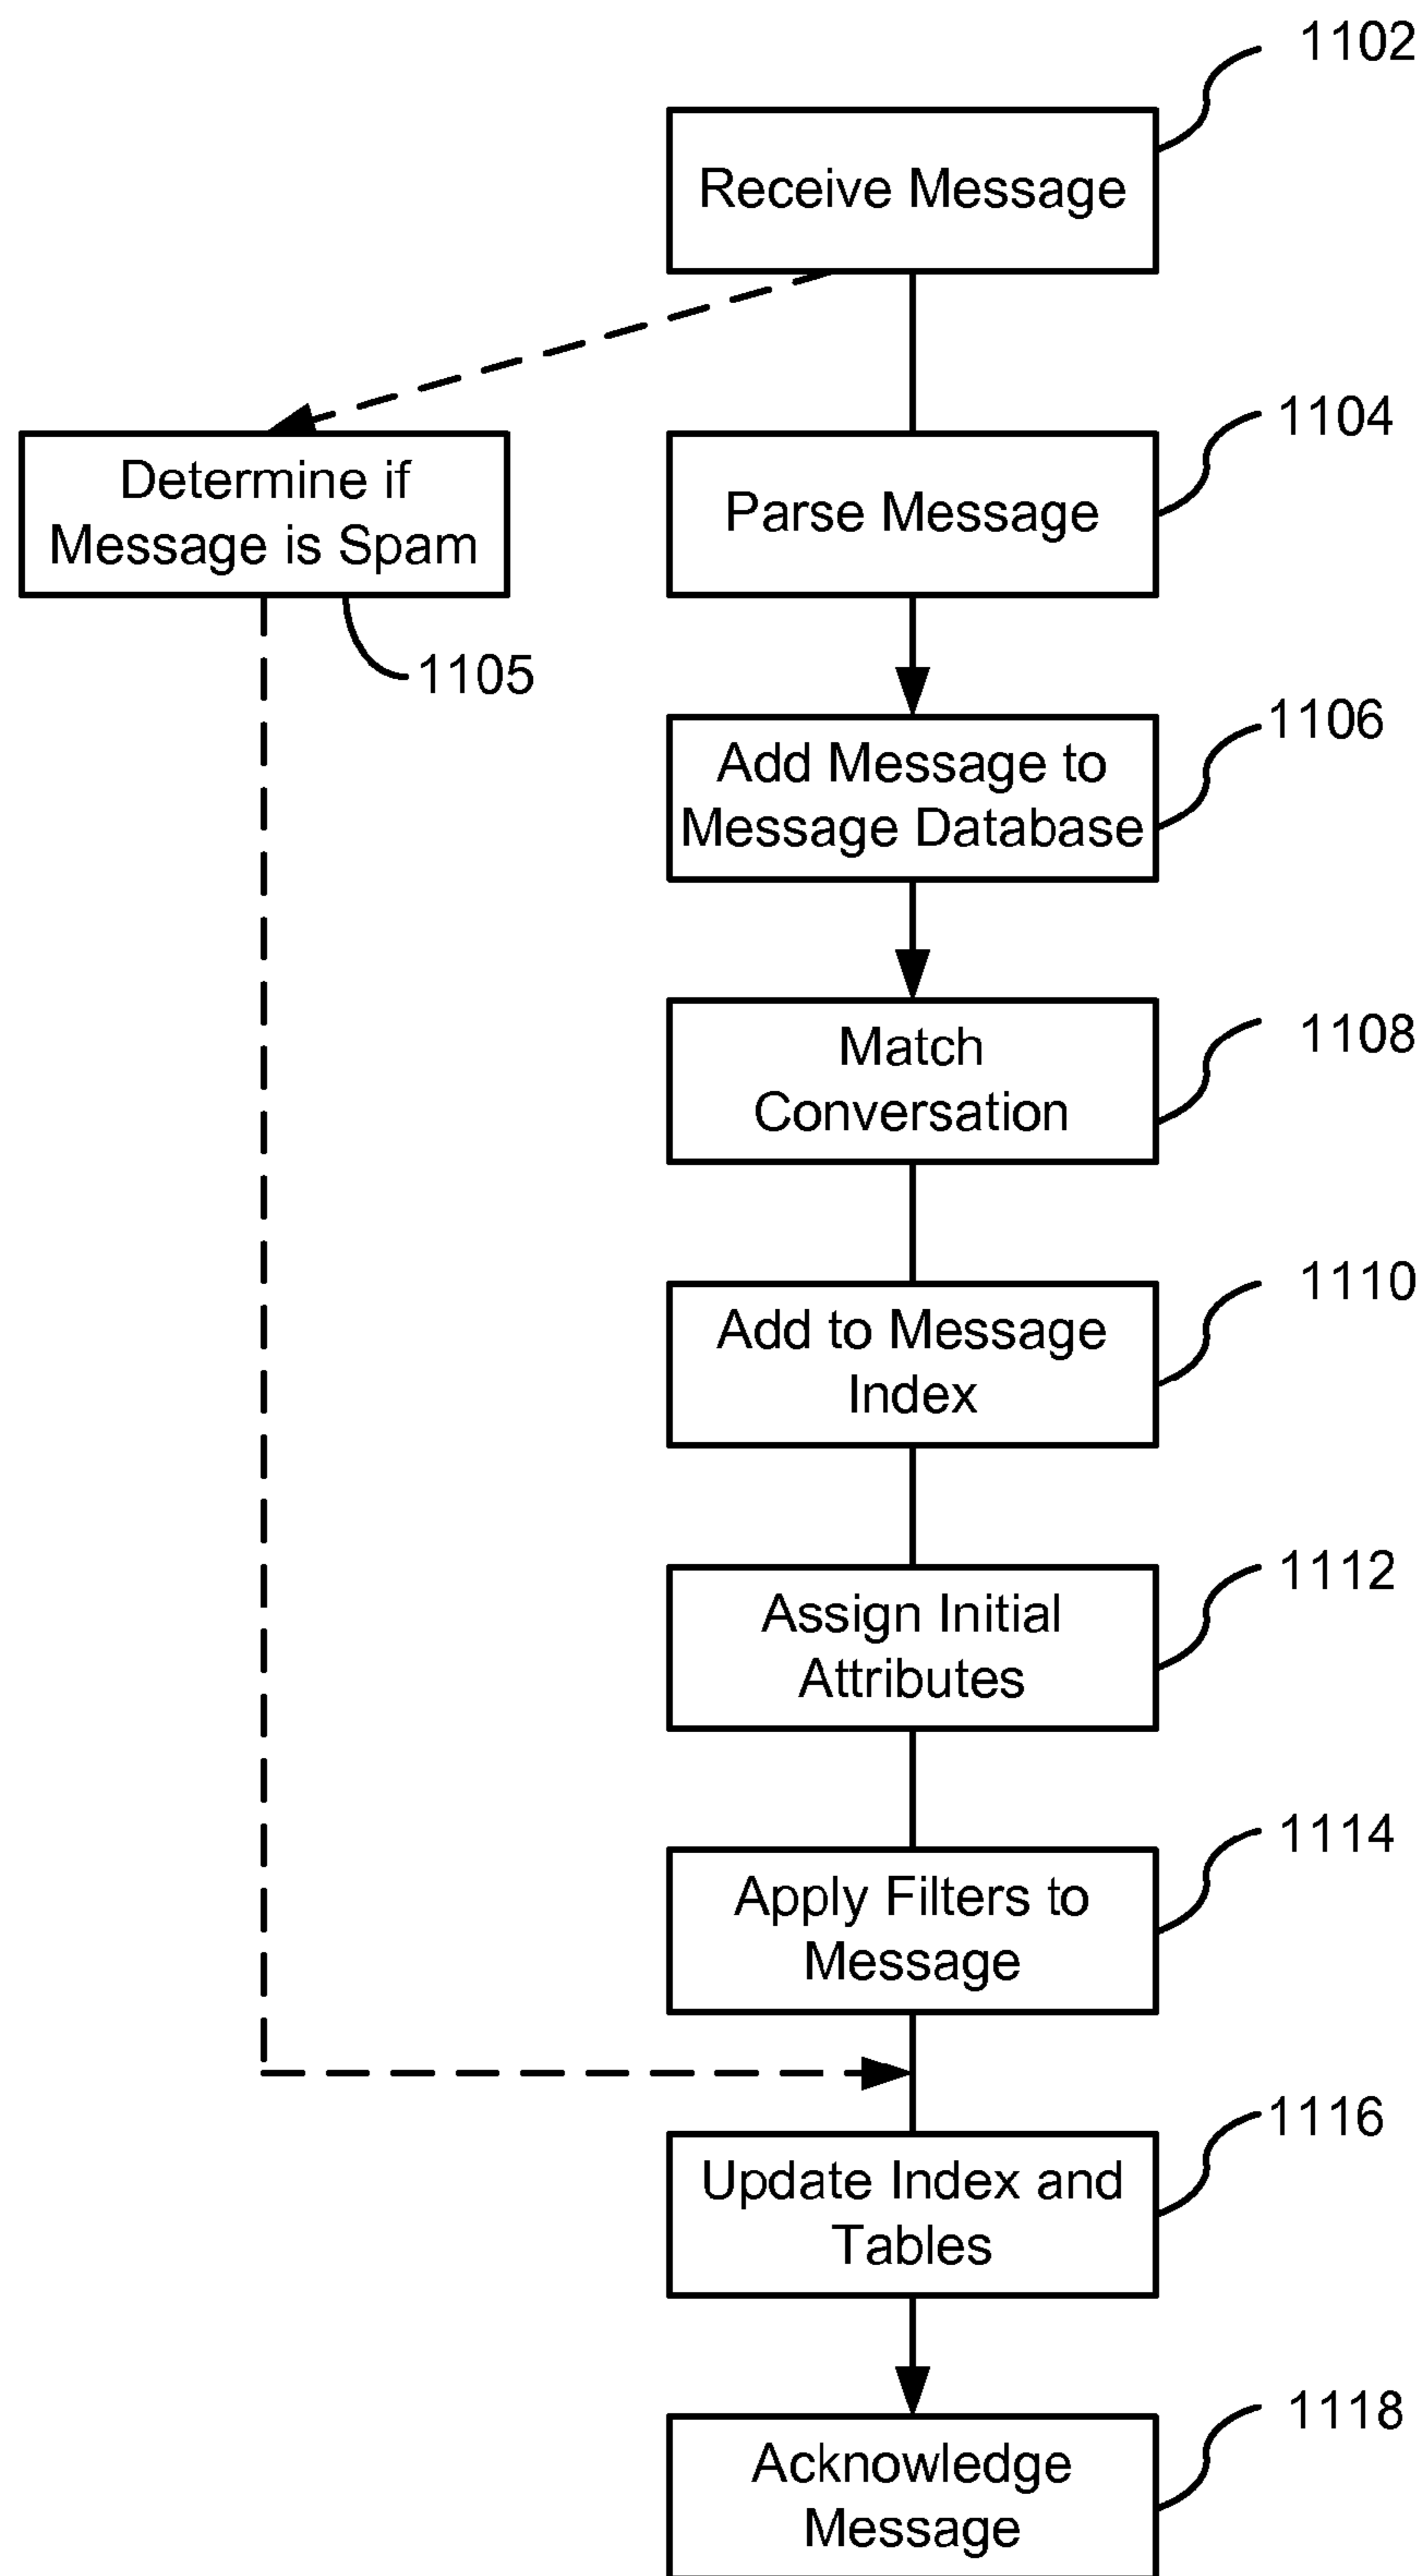 1102
Receive Message
1104
Determine if
Message is Spam
Parse Message
1105
1106
Add Message to
Message Database
1108
Match
Conversation
1110
Add to Message
Index
1112
Assign Initial
Attributes
1114
Apply Filters to
Message
1116
Update Index and
Tables
1118
Acknowledge
Message